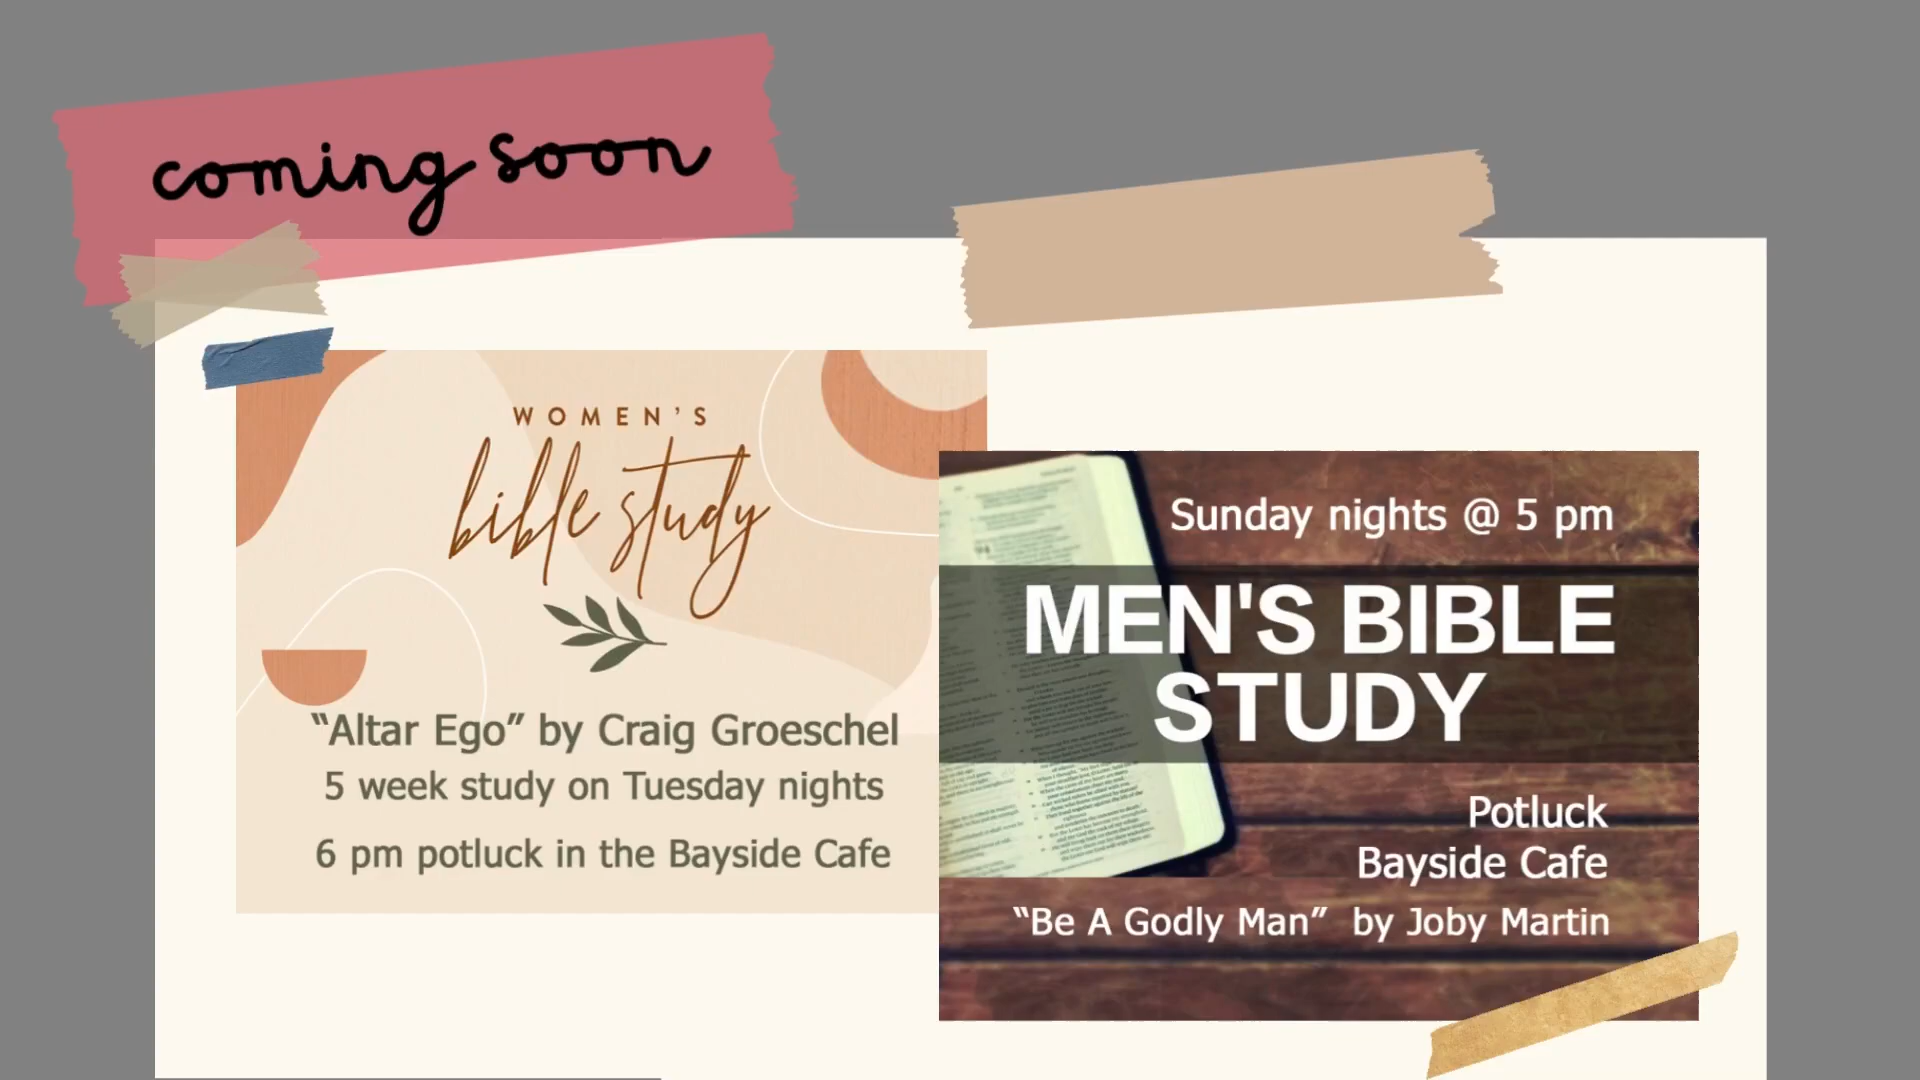 coming soon
WOMEN'S
bible study
“Altar Ego” by Craig Groeschel
5 week study on Tuesday nights
6 pm potluck in the Bayside Cafe
Sunday nights @ 5 pm
MEN'S BIBLE
STUDY
Potluck
Bayside Cafe
“Be A Godly Man” by Joby Martin